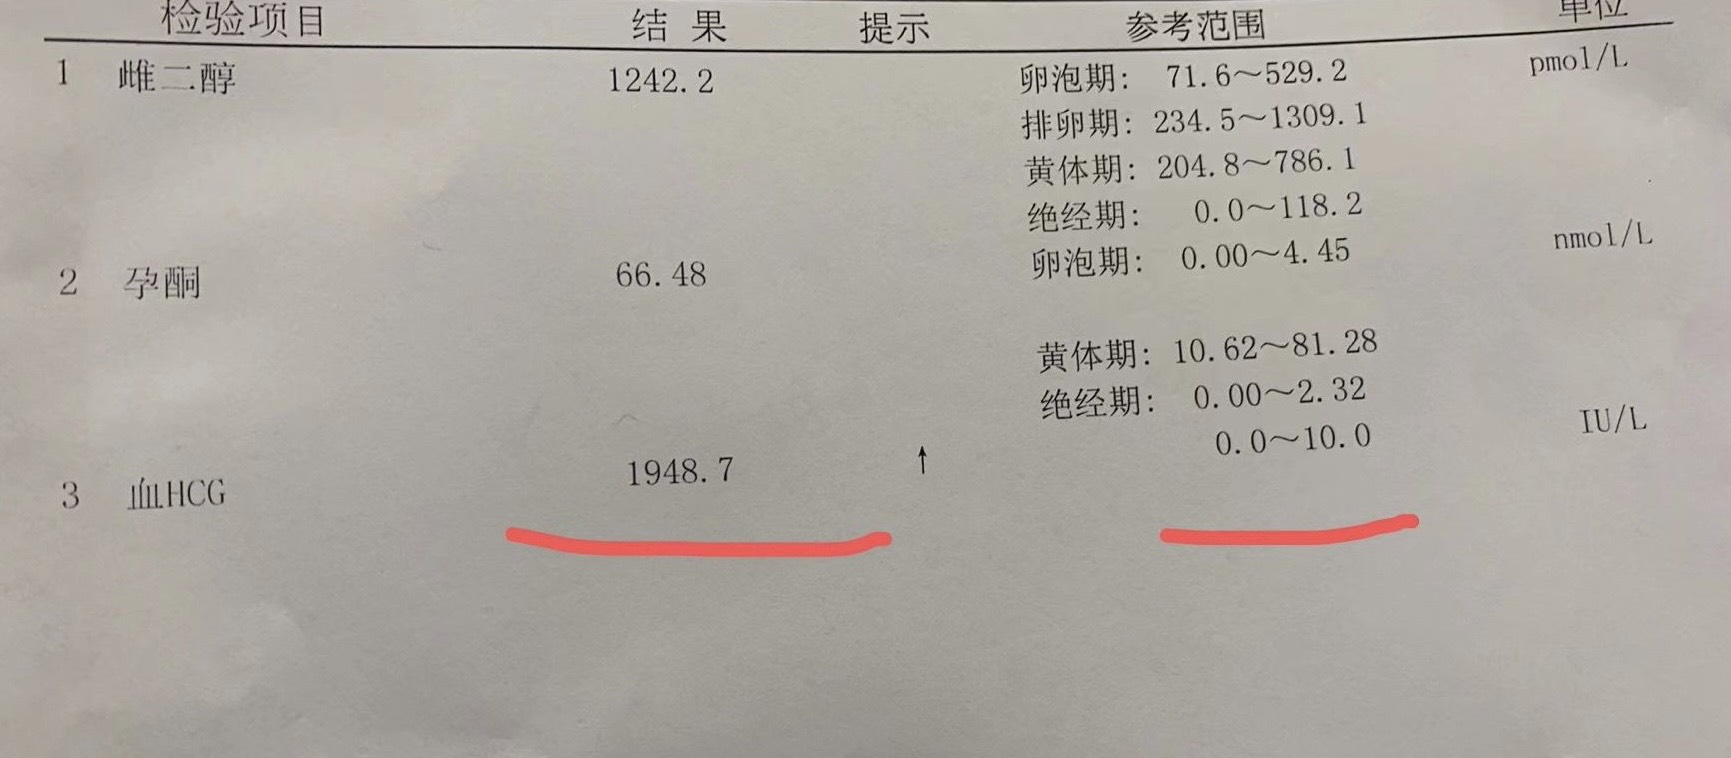 检验项目 结 果 提示 参考范围 单位
1 雌二醇 1242.2 卵泡期: 71.6~529.2 pmol/L
排卵期: 234.5~1309.1
黄体期: 204.8~786.1
绝经期: 0.0~118.2
2 孕酮 66.48 卵泡期: 0.00~4.45 nmol/L
黄体期: 10.62~81.28
绝经期: 0.00~2.32
3 血HCG 1948.7 ↑ 0.0~10.0 IU/L